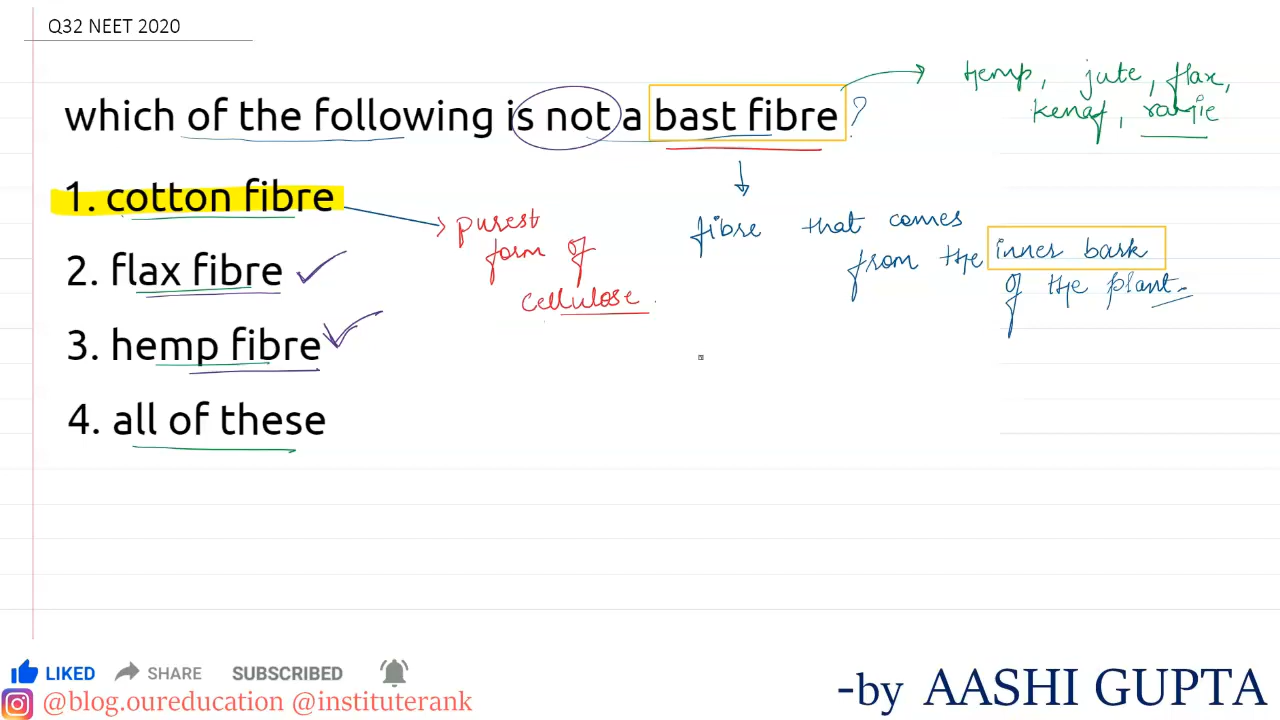 Q32 NEET 2020
hemp, jute, flax,
kenaf, ramie
which of the following is not a bast fibre?
1. cotton fibre
purest
form of
cellulose.
fibre that comes
from the inner bark
of the plant.
2. flax fibre
3. hemp fibre
4. all of these
LIKED SHARE SUBSCRIBED
@blog.oureducation @instituterank
-by AASHI GUPTA